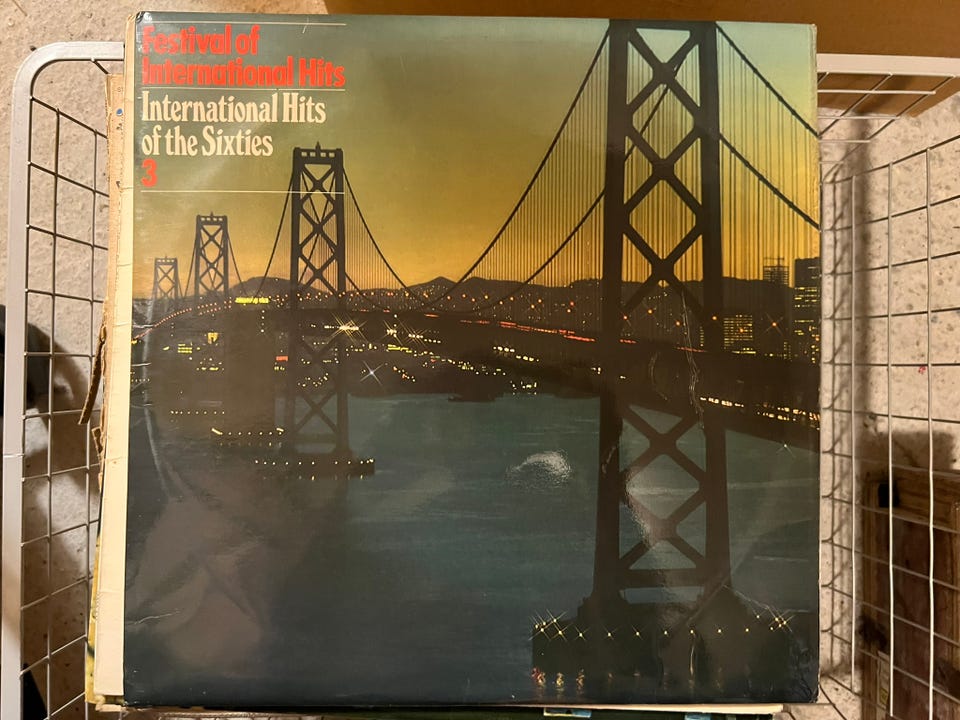 Festival of
International Hits
International Hits
of the Sixties
3